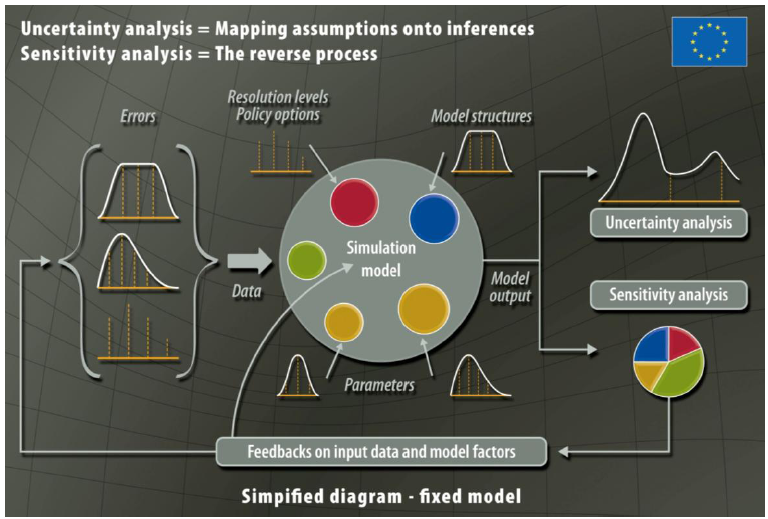 Uncertainty analysis = Mapping assumptions onto inferences
Sensitivity analysis = The reverse process
Errors
Resolution levels
Policy options
Model structures
Simulation
model
Data
Model
output
Uncertainty analysis
Sensitivity analysis
Parameters
Feedbacks on input data and model factors
Simpified diagram - fixed model